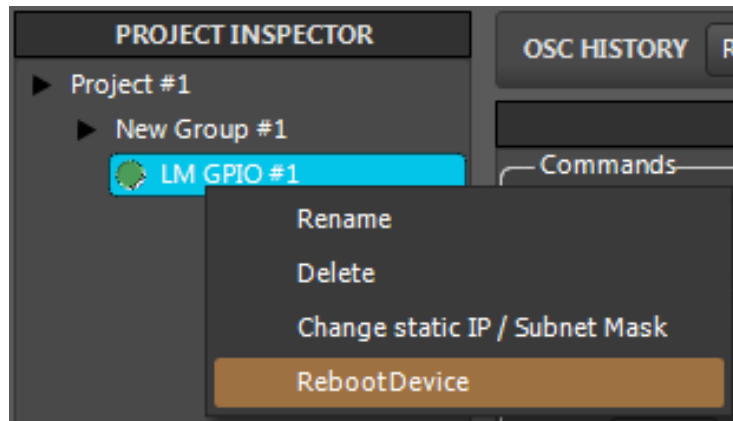 PROJECT INSPECTOR
OSC HISTORY R
Project #1
New Group #1
Commands
LM GPIO #1
Rename
Delete
Change static IP / Subnet Mask
RebootDevice